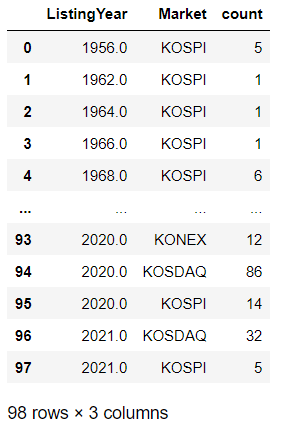 ListingYear Market count
0 1956.0 KOSPI 5
1 1962.0 KOSPI 1
2 1964.0 KOSPI 1
3 1966.0 KOSPI 1
4 1968.0 KOSPI 6
... ... ... ...
93 2020.0 KONEX 12
94 2020.0 KOSDAQ 86
95 2020.0 KOSPI 14
96 2021.0 KOSDAQ 32
97 2021.0 KOSPI 5
98 rows × 3 columns